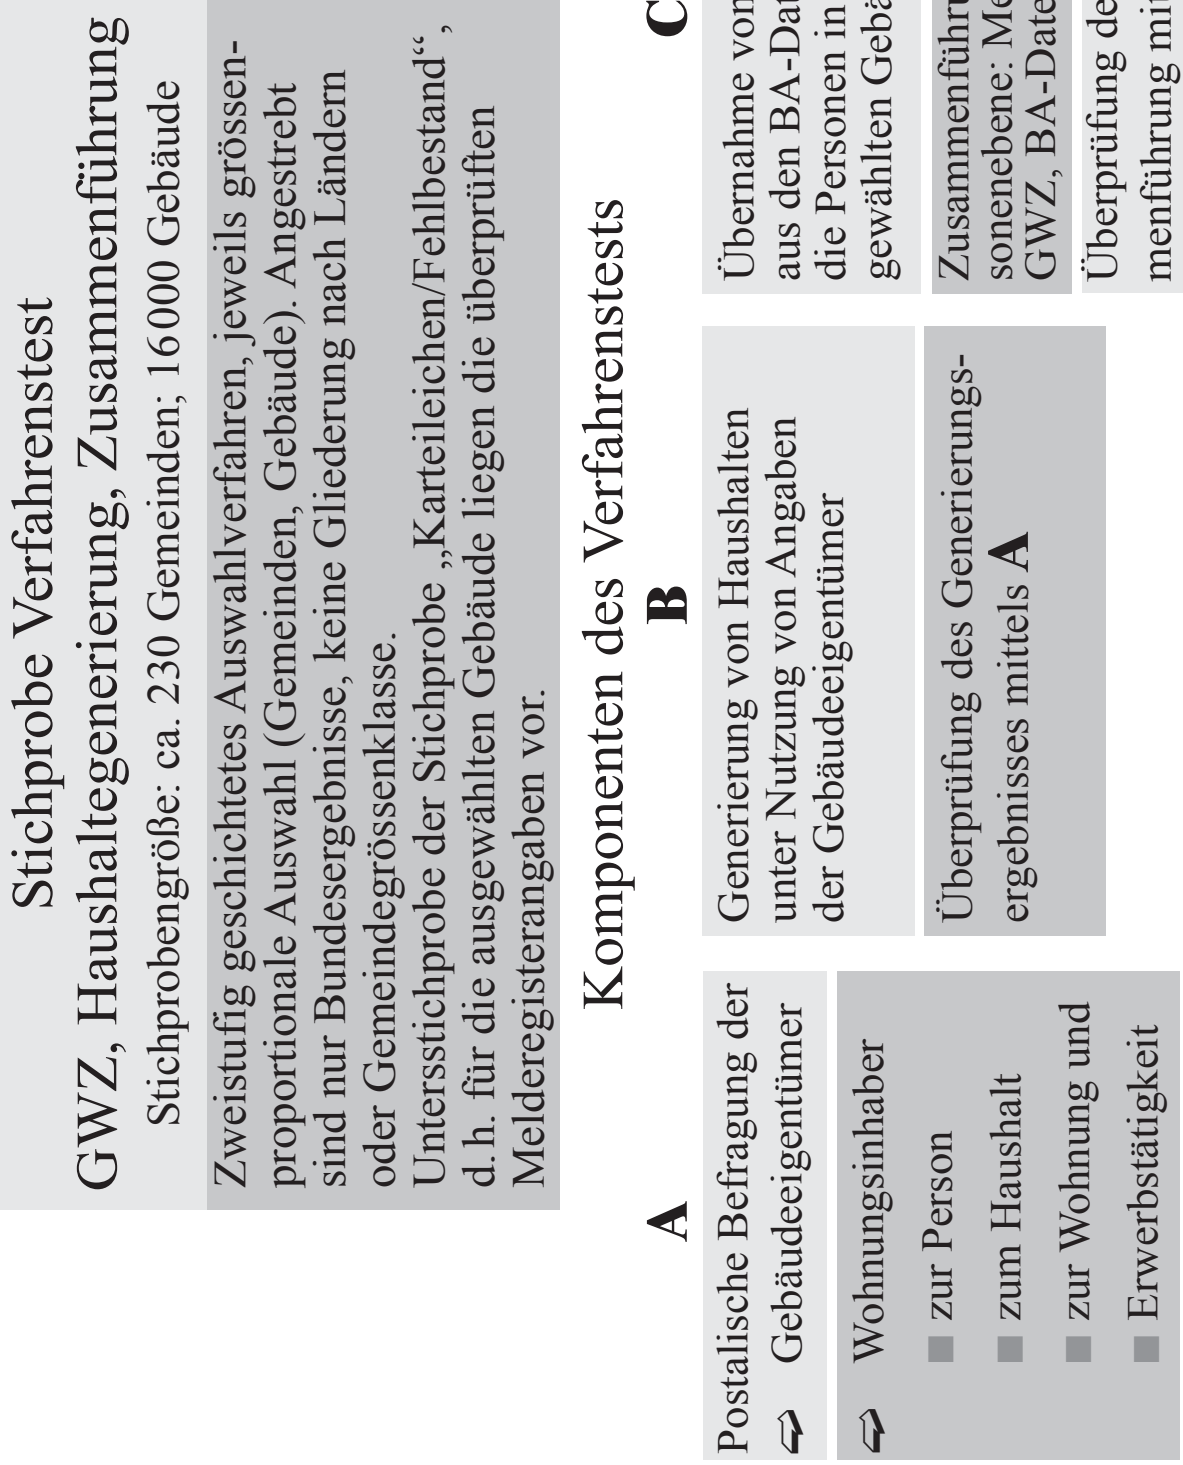 Stichprobe Verfahrenstest
GWZ, Haushaltegenerierung, Zusammenführung
Stichprobengröße: ca. 230 Gemeinden; 16 000 Gebäude
Zweistufig geschichtetes Auswahlverfahren, jeweils grössen-
proportionale Auswahl (Gemeinden, Gebäude). Angestrebt
sind nur Bundesergebnisse, keine Gliederung nach Ländern
oder Gemeindegrössenklasse.
Untersstichprobe der Stichprobe „Karteileichen/Fehlbestand“,
d. h. für die ausgewählten Gebäude liegen die überprüften
Melderegisterangaben vor.
Komponenten des Verfahrenstests
A
Postalische Befragung der
➪ Gebäudeeigentümer
➪ Wohnungsinhaber
■ zur Person
■ zum Haushalt
■ zur Wohnung und
■ Erwerbstätigkeit
B
Generierung von Haushalten
unter Nutzung von Angaben
der Gebäudeeigentümer
Überprüfung des Generierungs-
ergebnisses mittels A
C
Übernahme von
aus den BA-Dat
die Personen in
gewählten Gebä
Zusammenführu
sonenebene: Me
GWZ, BA-Date
Überprüfung de
menführung mit